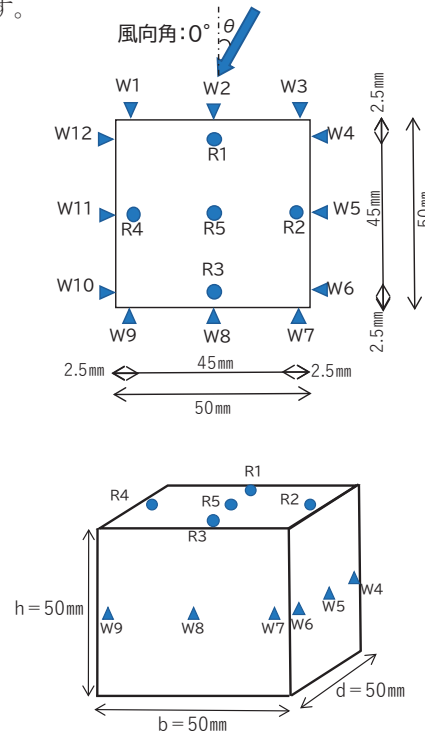 す。
風向角:0°
θ
W1
W2
W3
W12
W4
R1
W11
R4
R5
R2
W5
R3
W10
W6
W9
W8
W7
2.5mm
45mm
50mm
2.5mm
2.5mm
45mm
2.5mm
50mm
R1
R4
R5
R2
R3
h=50mm
W9
W8
W7
W6
W5
W4
d=50mm
b=50mm